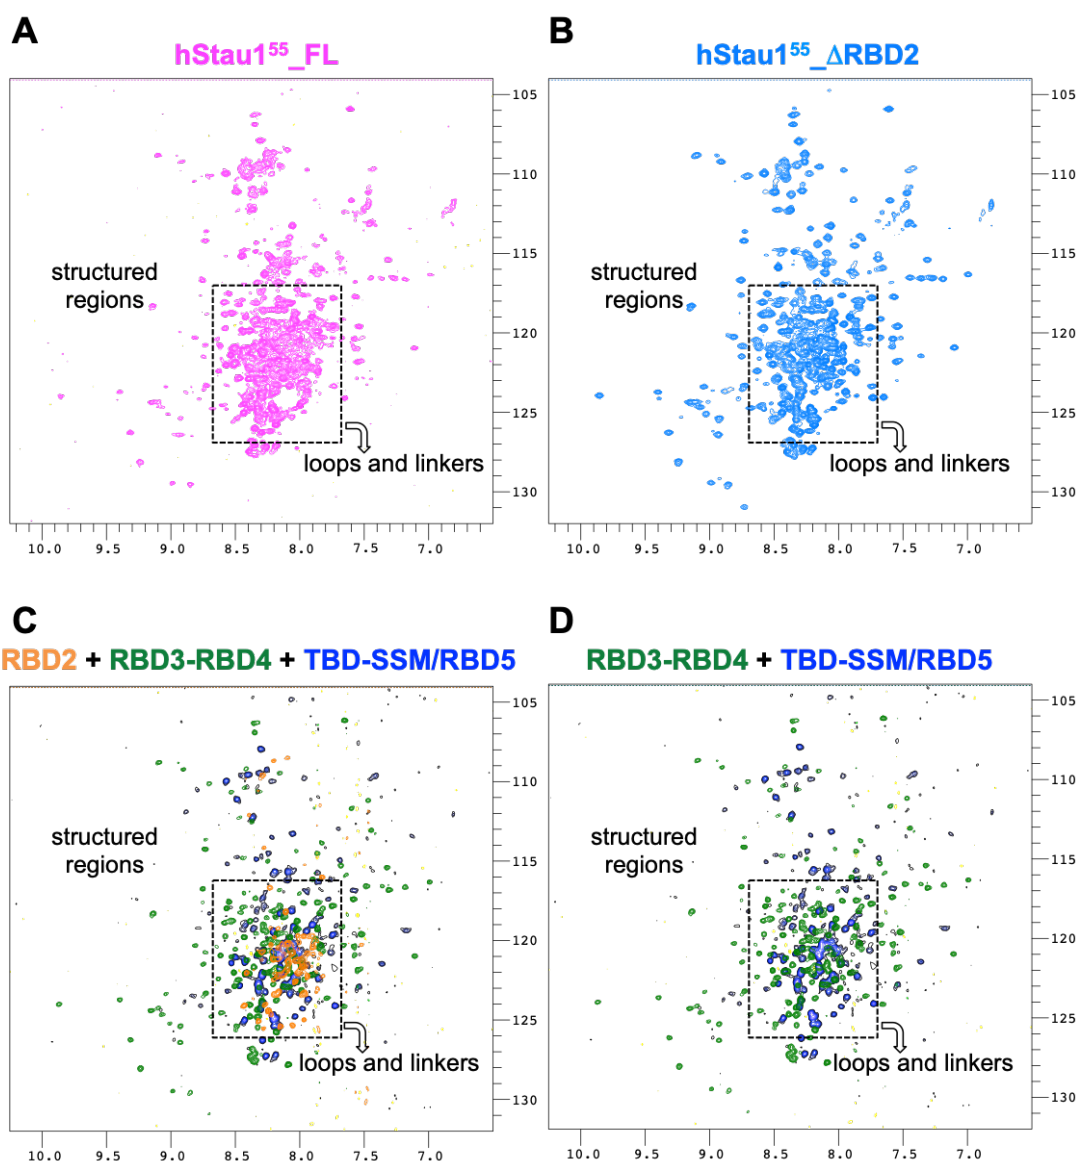 A
hStau1⁵⁵_FL
105
110
115
120
125
130
structured
regions
loops and linkers
10.0 9.5 9.0 8.5 8.0 7.5 7.0
B
hStau1⁵⁵_ΔRBD2
105
110
115
120
125
130
structured
regions
loops and linkers
10.0 9.5 9.0 8.5 8.0 7.5 7.0
C
RBD2 + RBD3-RBD4 + TBD-SSM/RBD5
105
110
115
120
125
130
structured
regions
loops and linkers
10.0 9.5 9.0 8.5 8.0 7.5 7.0
D
RBD3-RBD4 + TBD-SSM/RBD5
105
110
115
120
125
130
structured
regions
loops and linkers
10.0 9.5 9.0 8.5 8.0 7.5 7.0